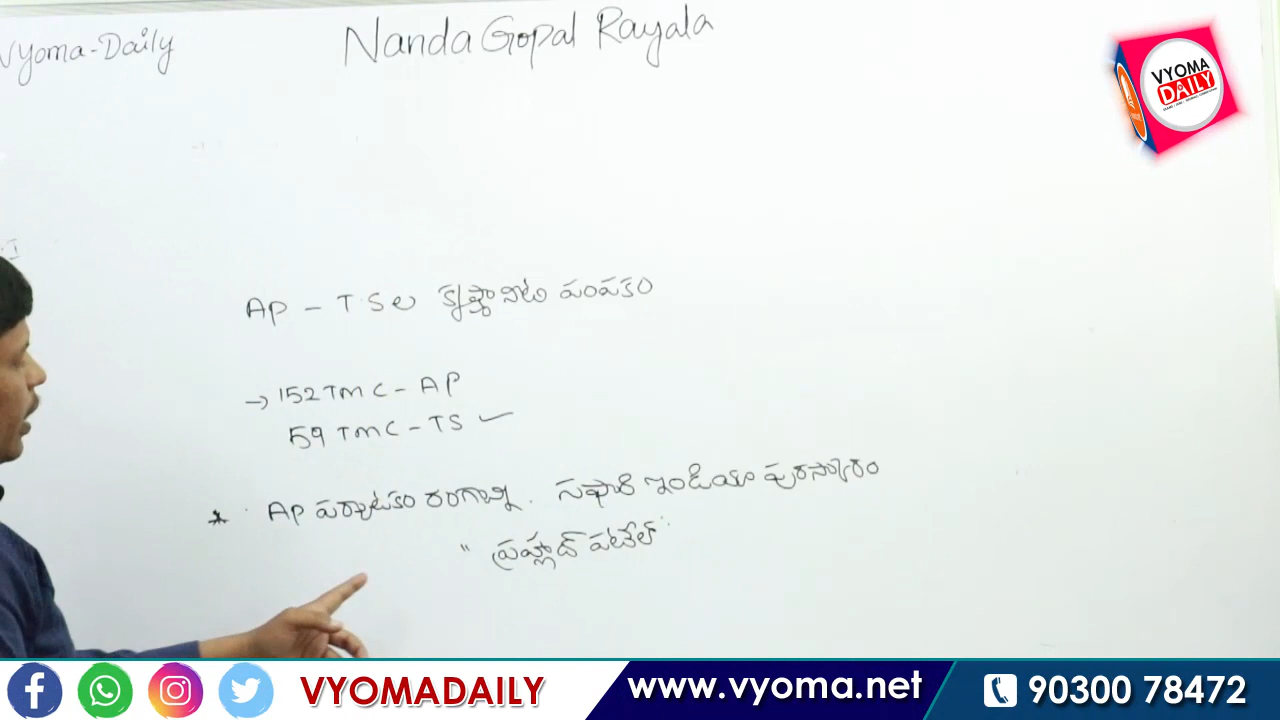 Vyoma-Daily
Nanda Gopal Rayala
VYOMA
DAILY
AP - TSల కృష్ణానీటి పంపకం
→ 152 TMC - AP
59 TMC - TS ✓
* AP పర్యాటకం రంగాన్ని. సఫారి ఇండియా పురస్కారం
"ప్రహ్లాద్ పటేల్"
VYOMADAILY
www.vyoma.net
90300 78472